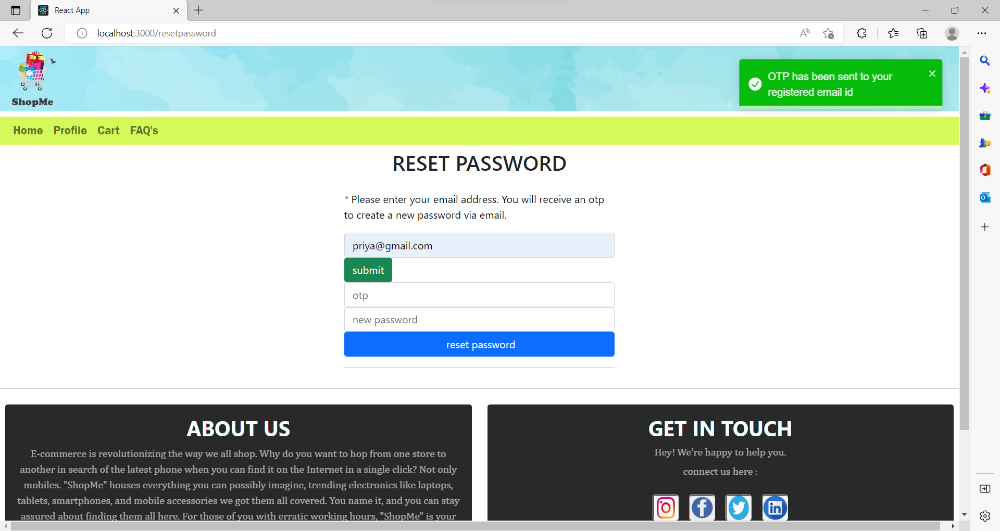 React App
localhost:3000/resetpassword
ShopMe
OTP has been sent to your
registered email id
Home Profile Cart FAQ's
RESET PASSWORD
* Please enter your email address. You will receive an otp
to create a new password via email.
priya@gmail.com
submit
otp
new password
reset password
ABOUT US
E-commerce is revolutionizing the way we all shop. Why do you want to hop from one store to
another in search of the latest phone when you can find it on the Internet in a single click? Not only
mobiles. "ShopMe" houses everything you can possibly imagine, trending electronics like laptops,
tablets, smartphones, and mobile accessories we got them all covered. You name it, and you can stay
assured about finding them all here. For those of you with erratic working hours, "ShopMe" is your
GET IN TOUCH
Hey! We're happy to help you.
connect us here :